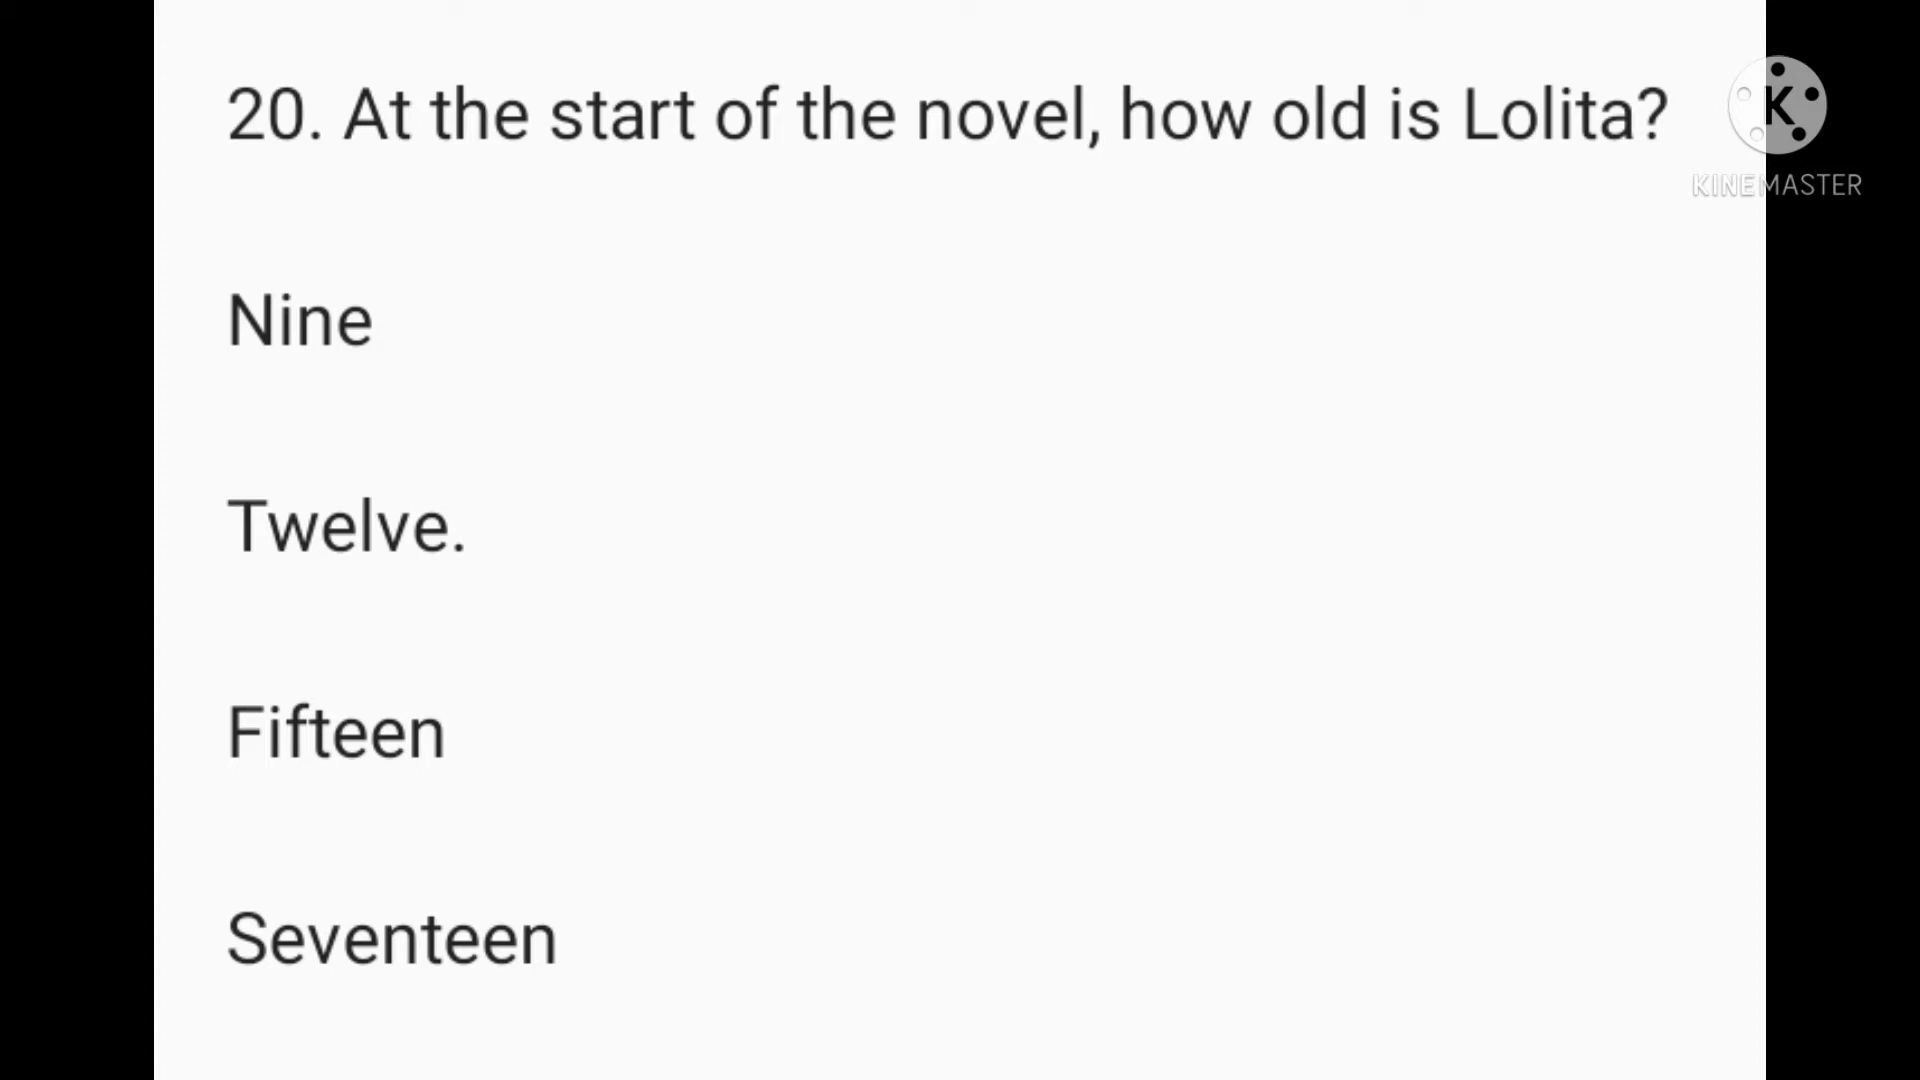 20. At the start of the novel, how old is Lolita?
K
KINEMASTER
Nine
Twelve.
Fifteen
Seventeen